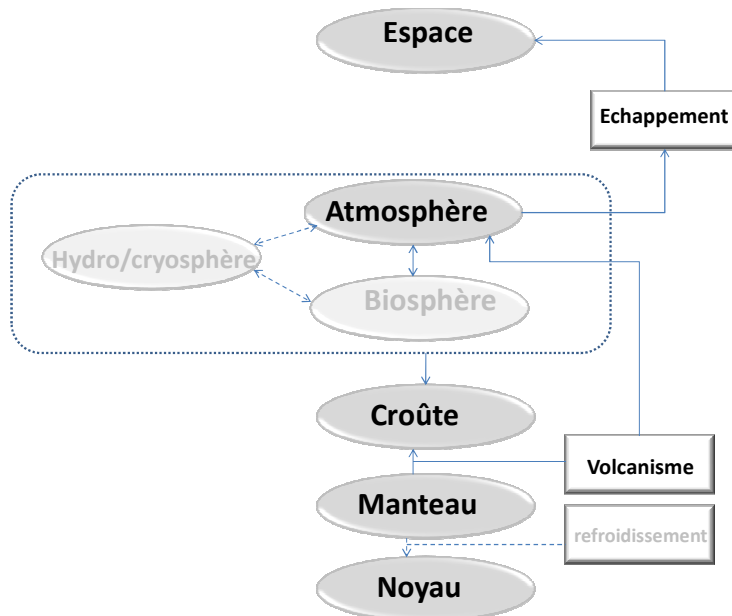 Espace
Echappement
Atmosphère
Hydro/cryosphère
Biosphère
Croûte
Volcanisme
Manteau
refroidissement
Noyau